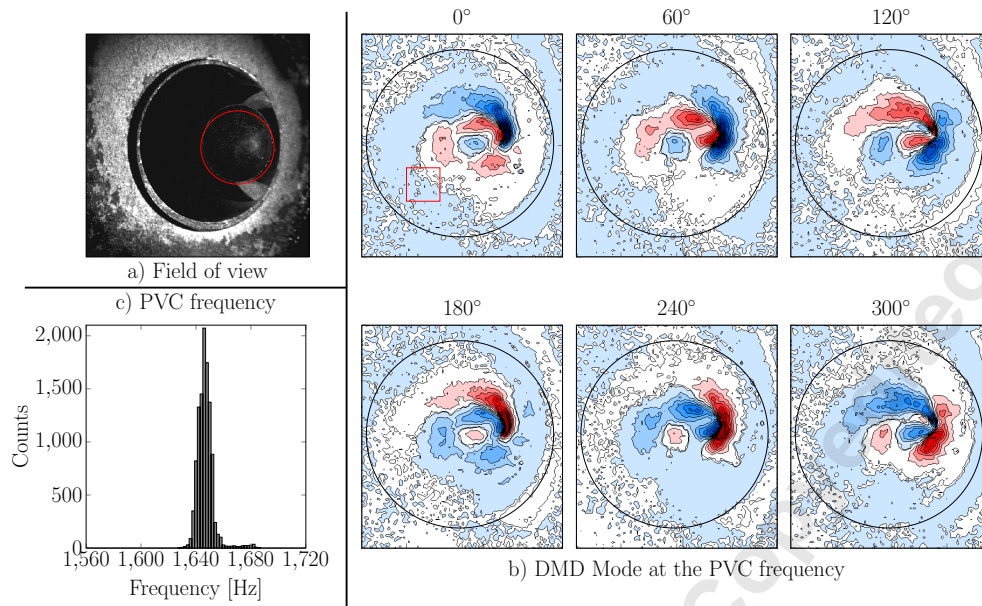 0° 60° 120°
a) Field of view
c) PVC frequency
180° 240° 300°
2,000
1,500
1,000
500
0
Counts
1,560 1,600 1,640 1,680 1,720
Frequency [Hz]
b) DMD Mode at the PVC frequency